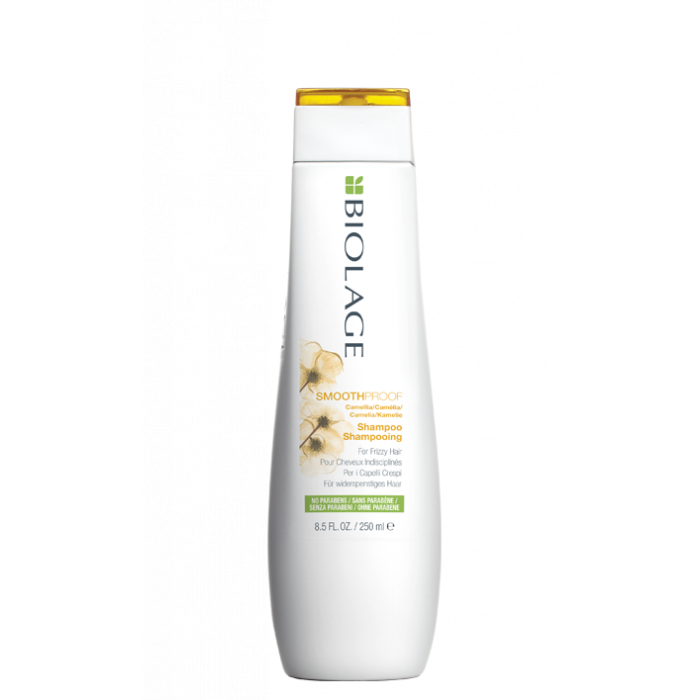 BIOLAGE
SMOOTHPROOF
Camellia/Camélia/
Camelia/Kamelie
Shampoo
Shampooing
For Frizzy Hair
Pour Cheveux Indisciplinés
Per i Capelli Crespi
Für widerspenstiges Haar
NO PARABENS / SANS PARABÈNE /
SENZA PARABENI / OHNE PARABENE
8.5 FL. OZ. / 250 ml ℮